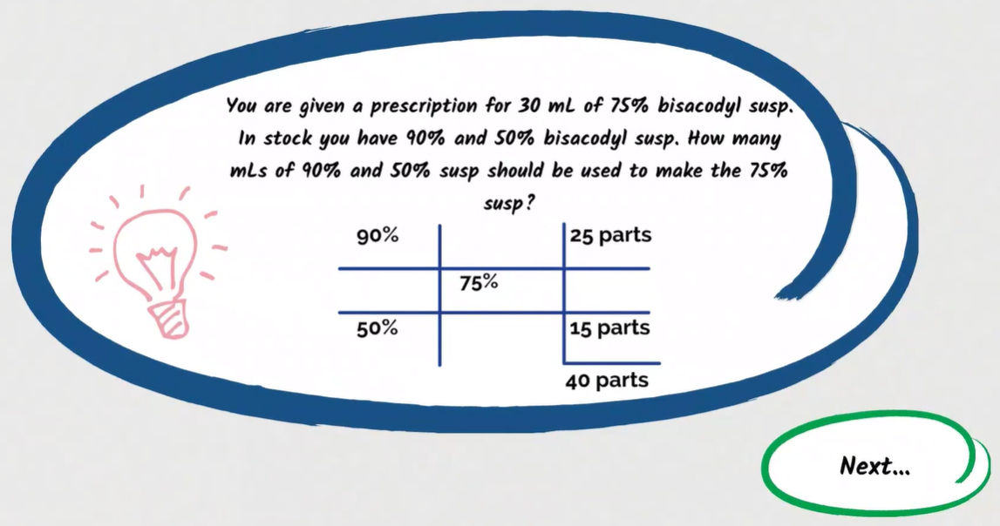 You are given a prescription for 30 mL of 75% bisacodyl susp.
In stock you have 90% and 50% bisacodyl susp. How many
mLs of 90% and 50% susp should be used to make the 75%
susp?
90%
25 parts
75%
50%
15 parts
40 parts
Next...